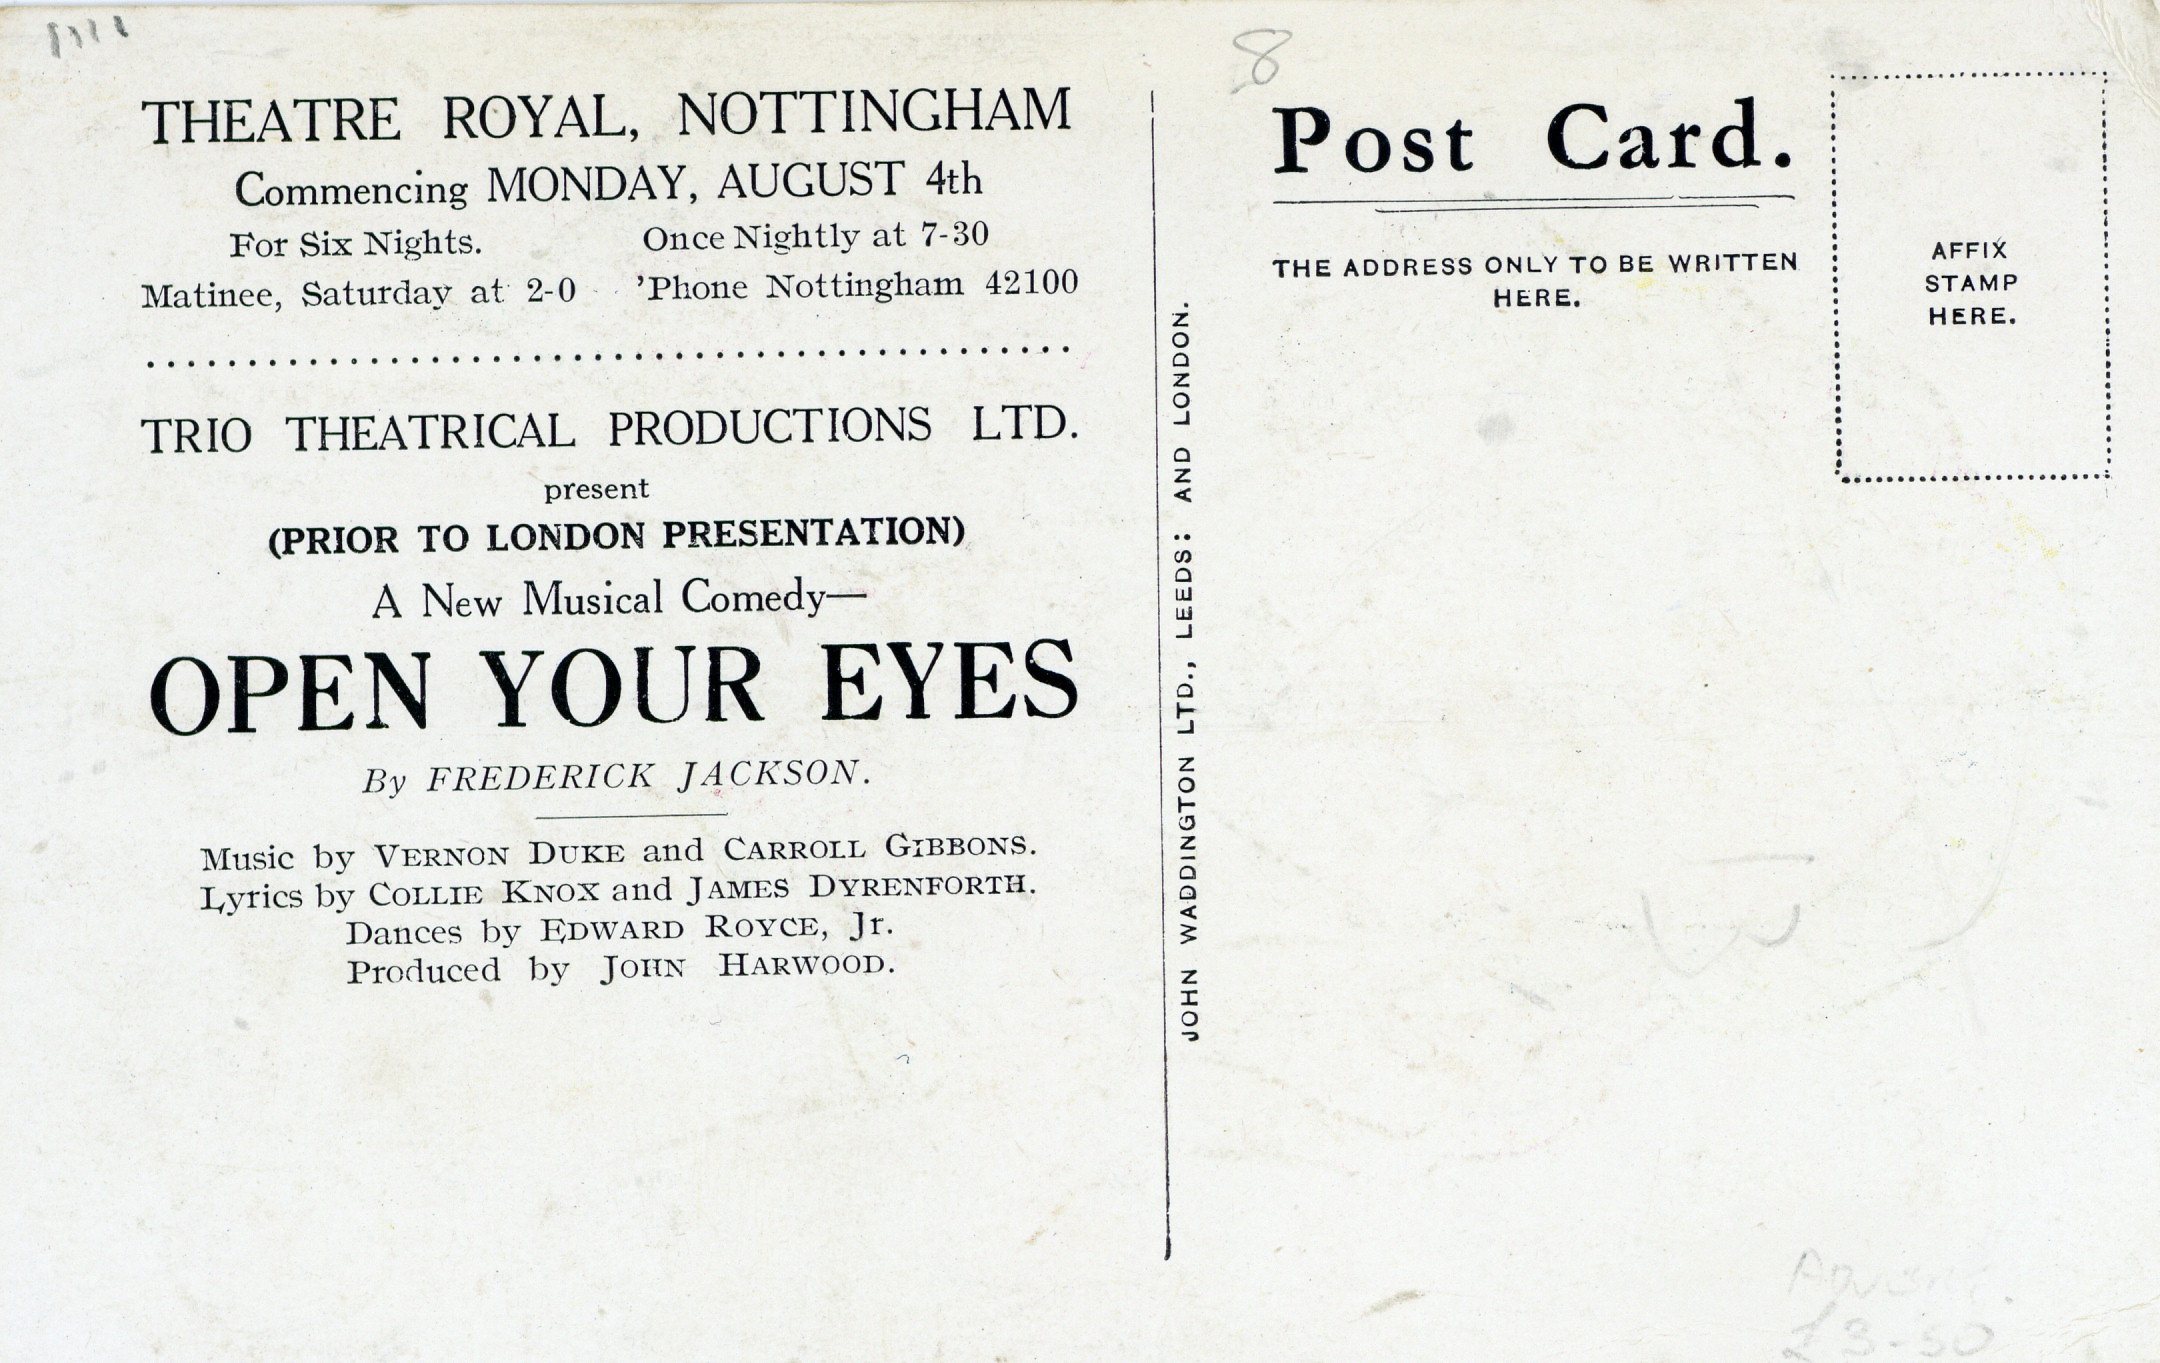 THEATRE ROYAL, NOTTINGHAM
Commencing MONDAY, AUGUST 4th
For Six Nights. Once Nightly at 7-30
Matinee, Saturday at 2-0 'Phone Nottingham 42100
TRIO THEATRICAL PRODUCTIONS LTD.
present
(PRIOR TO LONDON PRESENTATION)
A New Musical Comedy—
OPEN YOUR EYES
By FREDERICK JACKSON.
Music by VERNON DUKE and CARROLL GIBBONS.
Lyrics by COLLIE KNOX and JAMES DYRENFORTH.
Dances by EDWARD ROYCE, Jr.
Produced by JOHN HARWOOD.
JOHN WADDINGTON LTD., LEEDS: AND LONDON.
8
Post Card.
THE ADDRESS ONLY TO BE WRITTEN
HERE.
AFFIX
STAMP
HERE.
£3-50